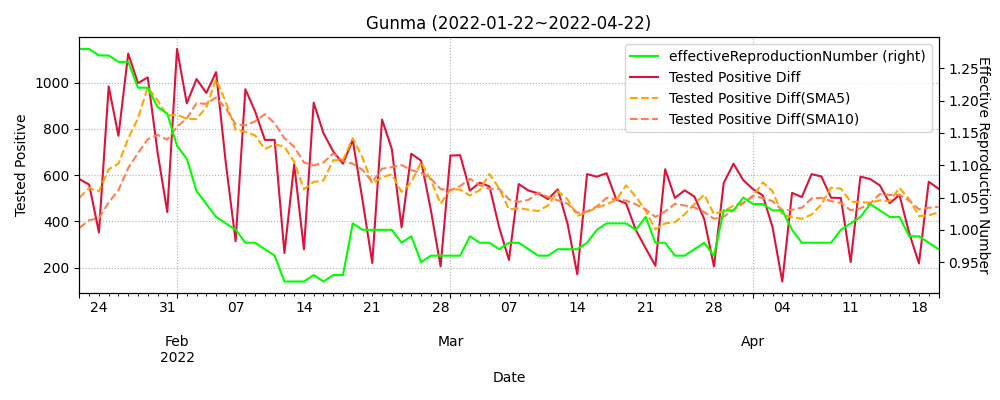 Gunma (2022-01-22~2022-04-22)
effectiveReproductionNumber (right)
Tested Positive Diff
Tested Positive Diff(SMA5)
Tested Positive Diff(SMA10)
Tested Positive
1000
800
600
400
200
Effective Reproduction Number
1.25
1.20
1.15
1.10
1.05
1.00
0.95
24 31 07 14 21 28 07 14 21 28 04 11 18
Feb Mar Apr
2022
Date